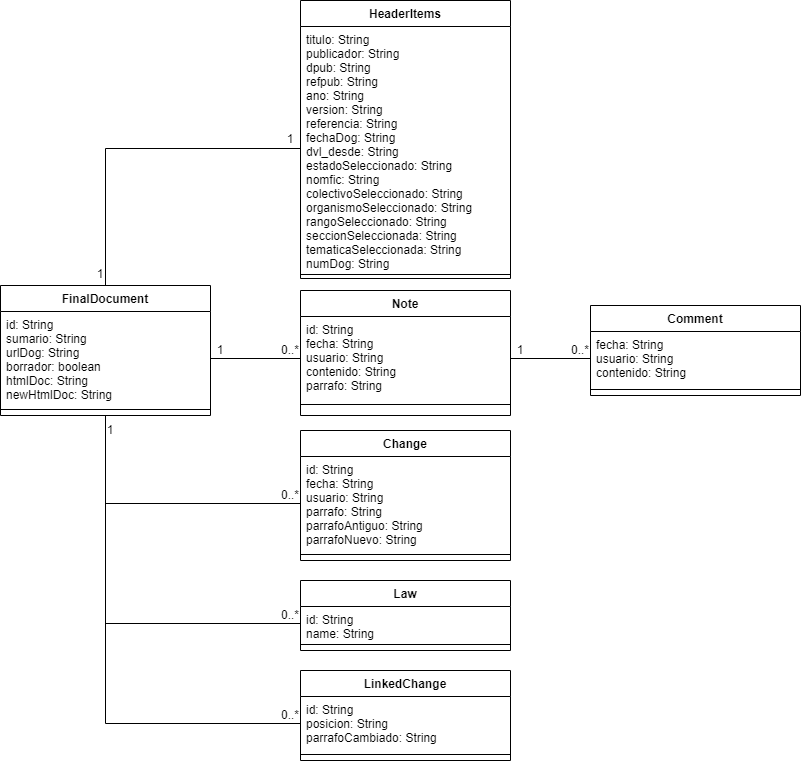 HeaderItems
titulo: String
publicador: String
dpub: String
refpub: String
ano: String
version: String
referencia: String
fechaDog: String
dvl_desde: String
estadoSeleccionado: String
nomfic: String
colectivoSeleccionado: String
organismoSeleccionado: String
rangoSeleccionado: String
seccionSeleccionada: String
tematicaSeleccionada: String
numDog: String
1
1
FinalDocument
id: String
sumario: String
urlDog: String
borrador: boolean
htmlDoc: String
newHtmlDoc: String
1
0..*
Note
id: String
fecha: String
usuario: String
contenido: String
parrafo: String
1
0..*
Comment
fecha: String
usuario: String
contenido: String
1
0..*
Change
id: String
fecha: String
usuario: String
parrafo: String
parrafoAntiguo: String
parrafoNuevo: String
0..*
Law
id: String
name: String
0..*
LinkedChange
id: String
posicion: String
parrafoCambiado: String